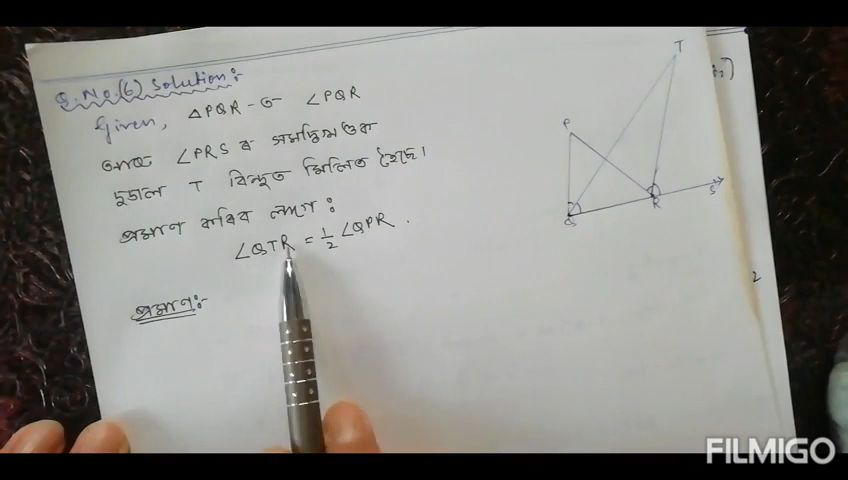 Q. No. (6) Solution:
Given, △PQR-ত ∠PQR
আৰু ∠PRS ৰ সমদ্বিখণ্ডক
দুডাল T বিন্দুত মিলিত হৈছে।
প্ৰমাণ কৰিব লাগে:
∠QTR = 1/2 ∠QPR.
প্ৰমাণ:-
T
P
Q
R
S
2
FILMIGO